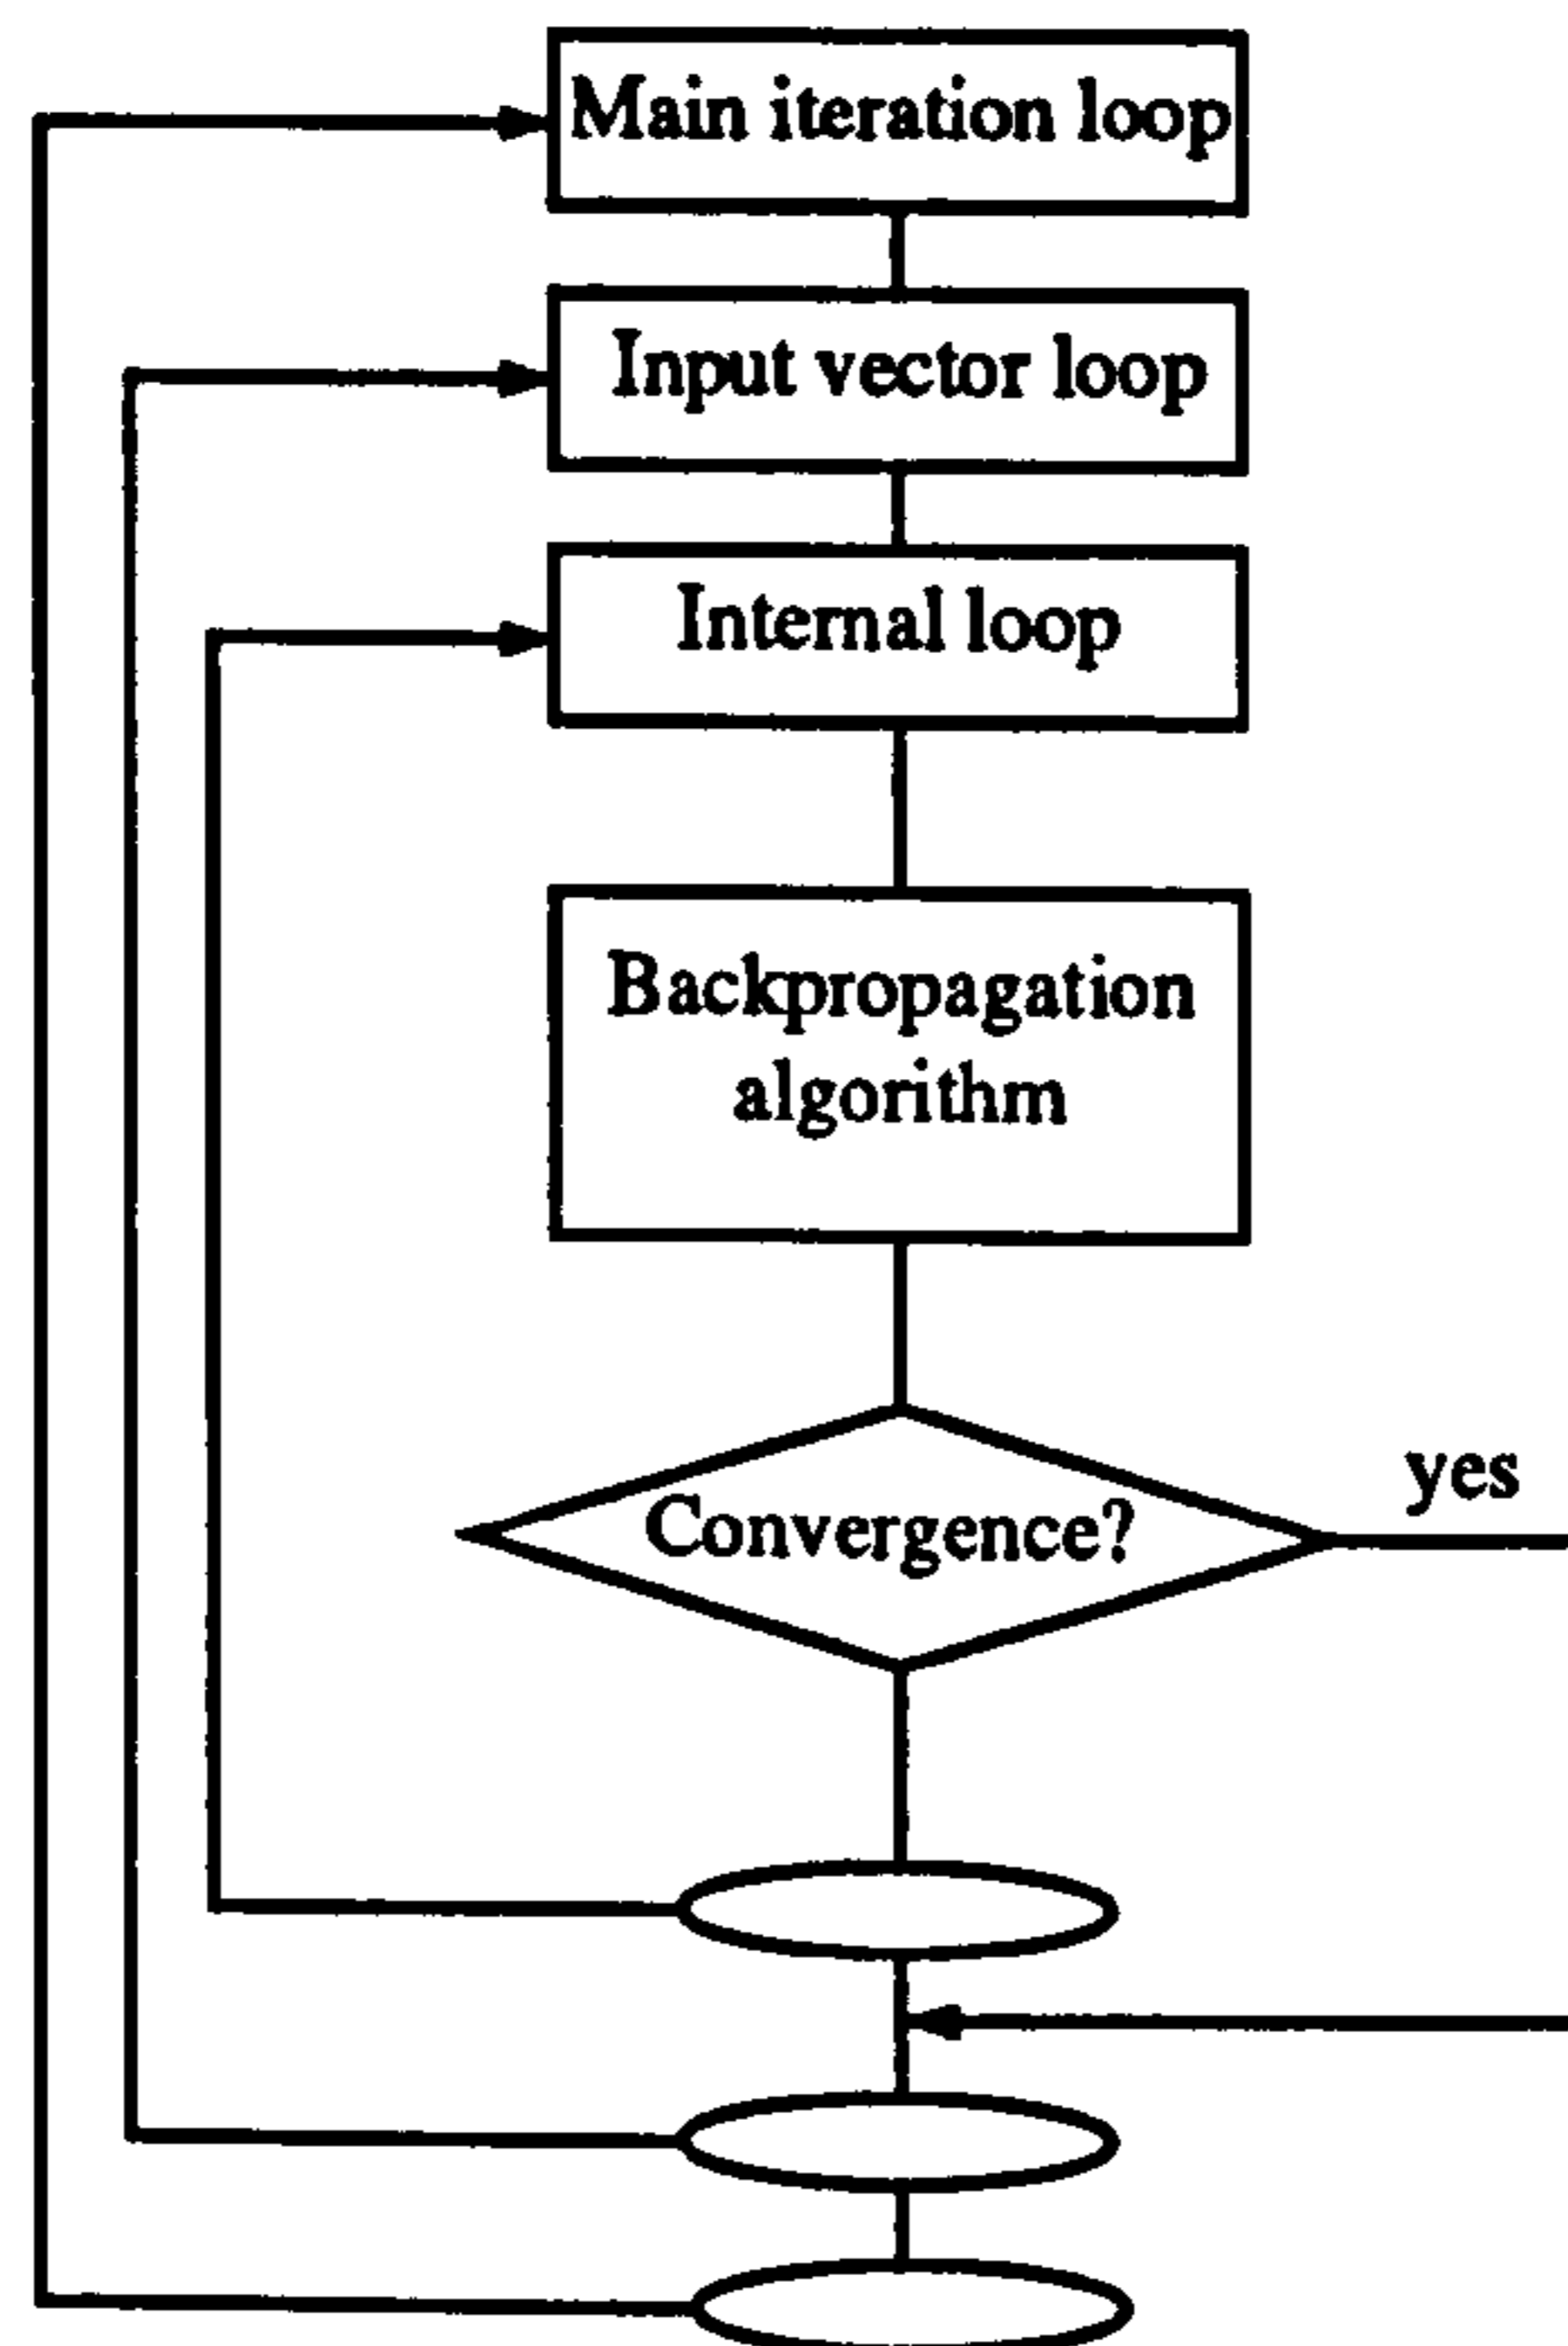 Main iteration loop
Input vector loop
Internal loop
Backpropagation
algorithm
Convergence?
yes